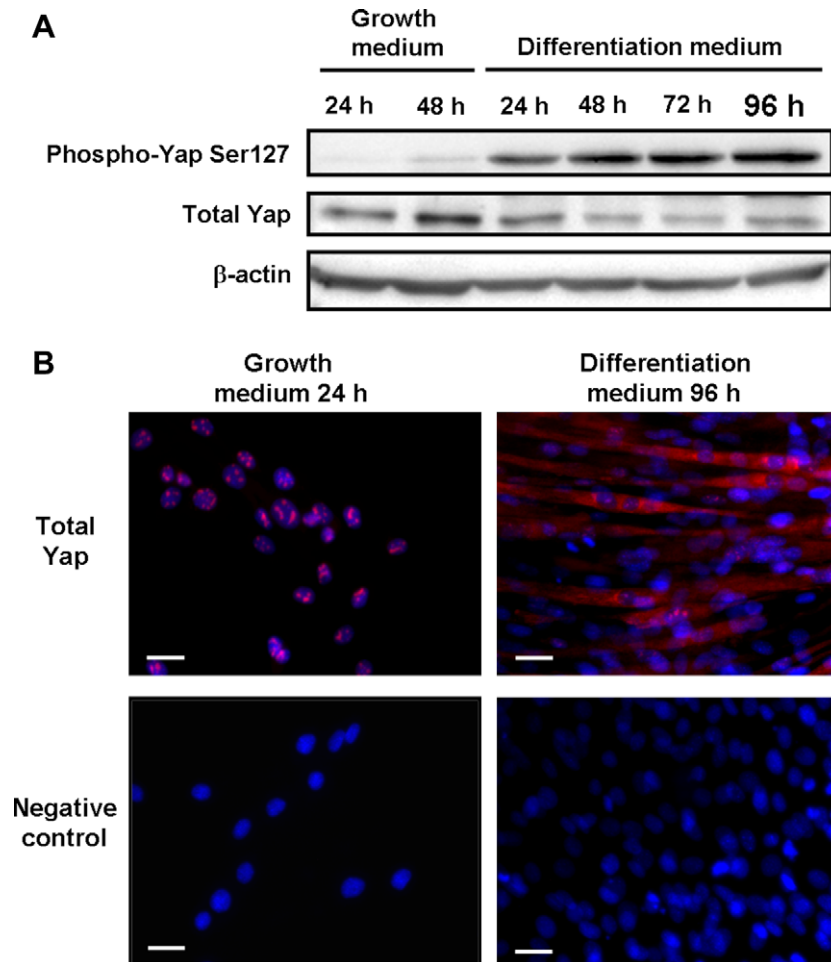 A
Growth
medium
Differentiation medium
24 h 48 h 24 h 48 h 72 h 96 h
Phospho-Yap Ser127
Total Yap
β-actin
B
Growth
medium 24 h
Differentiation
medium 96 h
Total
Yap
Negative
control